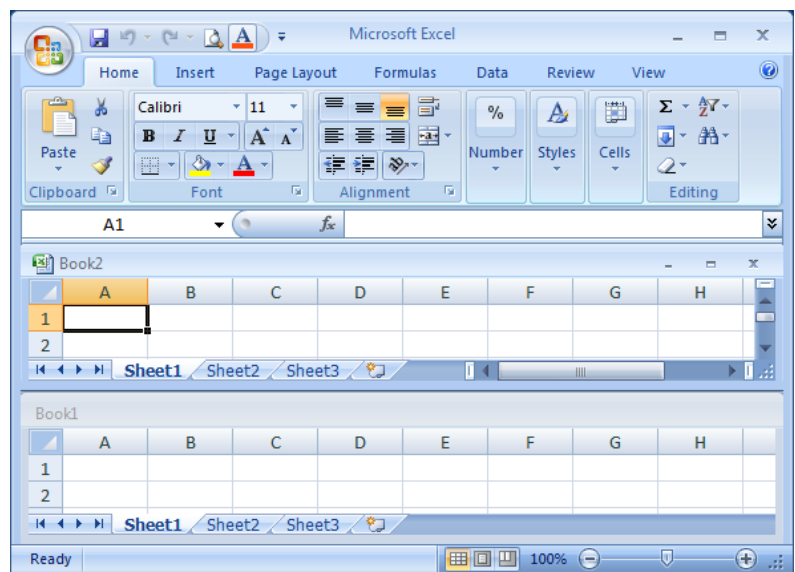 Microsoft Excel
Home Insert Page Layout Formulas Data Review View
Calibri 11 Σ A Z
B I U A A a
Paste % Number Styles Cells
A A
Clipboard Font Alignment Editing
A1 fx
Book2
A B C D E F G H
1
2
Sheet1 Sheet2 Sheet3
Book1
A B C D E F G H
1
2
Sheet1 Sheet2 Sheet3
Ready 100%